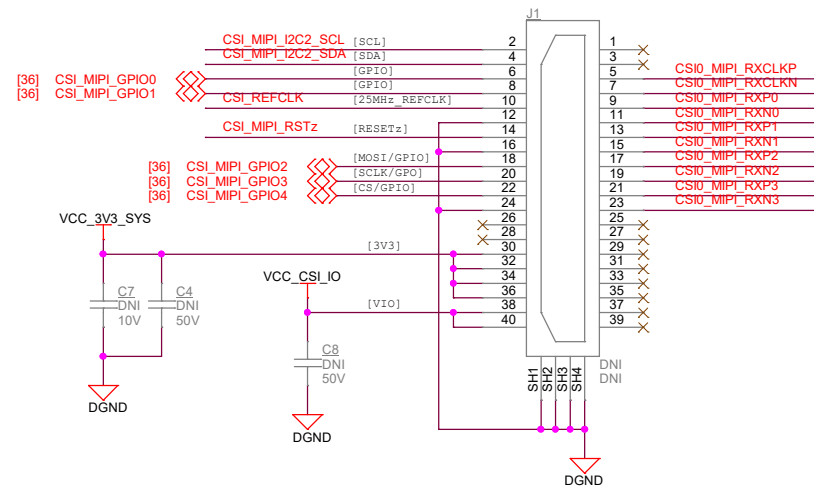 J1
CSI_MIPI_I2C2_SCL [SCL] 2 1
CSI_MIPI_I2C2_SDA [SDA] 4 3
[36] CSI_MIPI_GPIO0 [GPIO] 6 5 CSI0_MIPI_RXCLKP
[36] CSI_MIPI_GPIO1 [GPIO] 8 7 CSI0_MIPI_RXCLKN
CSI_REFCLK [25MHz_REFCLK] 10 9 CSI0_MIPI_RXP0
12 11 CSI0_MIPI_RXN0
CSI_MIPI_RSTz [RESETz] 14 13 CSI0_MIPI_RXP1
16 15 CSI0_MIPI_RXN1
[36] CSI_MIPI_GPIO2 [MOSI/GPIO] 18 17 CSI0_MIPI_RXP2
[36] CSI_MIPI_GPIO3 [SCLK/GPO] 20 19 CSI0_MIPI_RXN2
[36] CSI_MIPI_GPIO4 [CS/GPIO] 22 21 CSI0_MIPI_RXP3
24 23 CSI0_MIPI_RXN3
VCC_3V3_SYS 26 25
28 27
[3V3] 30 29
32 31
VCC_CSI_IO 34 33
C7 C4 36 35
DNI DNI [VIO] 38 37
10V 50V 40 39
C8
DNI
50V
DNI
DNI
SH1 SH2 SH3 SH4
DGND
DGND
DGND